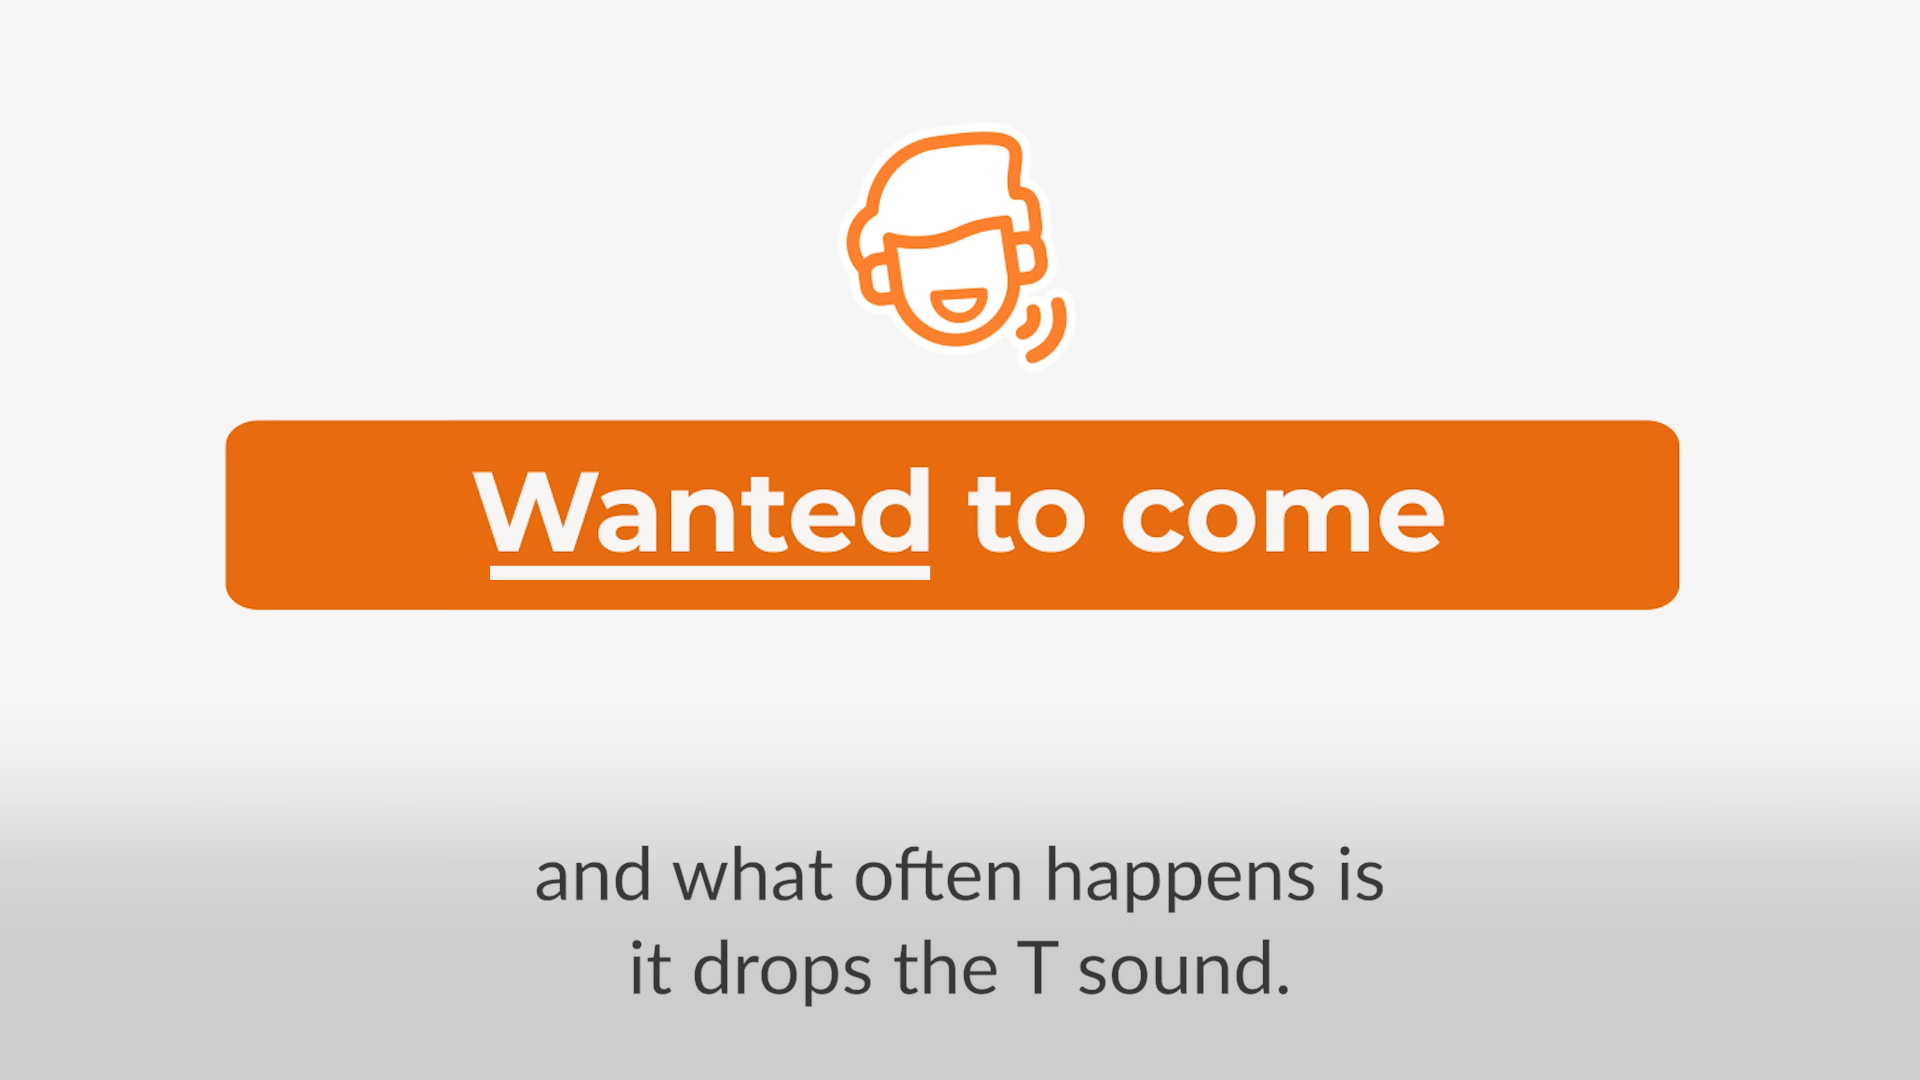 Wanted to come
and what often happens is
it drops the T sound.